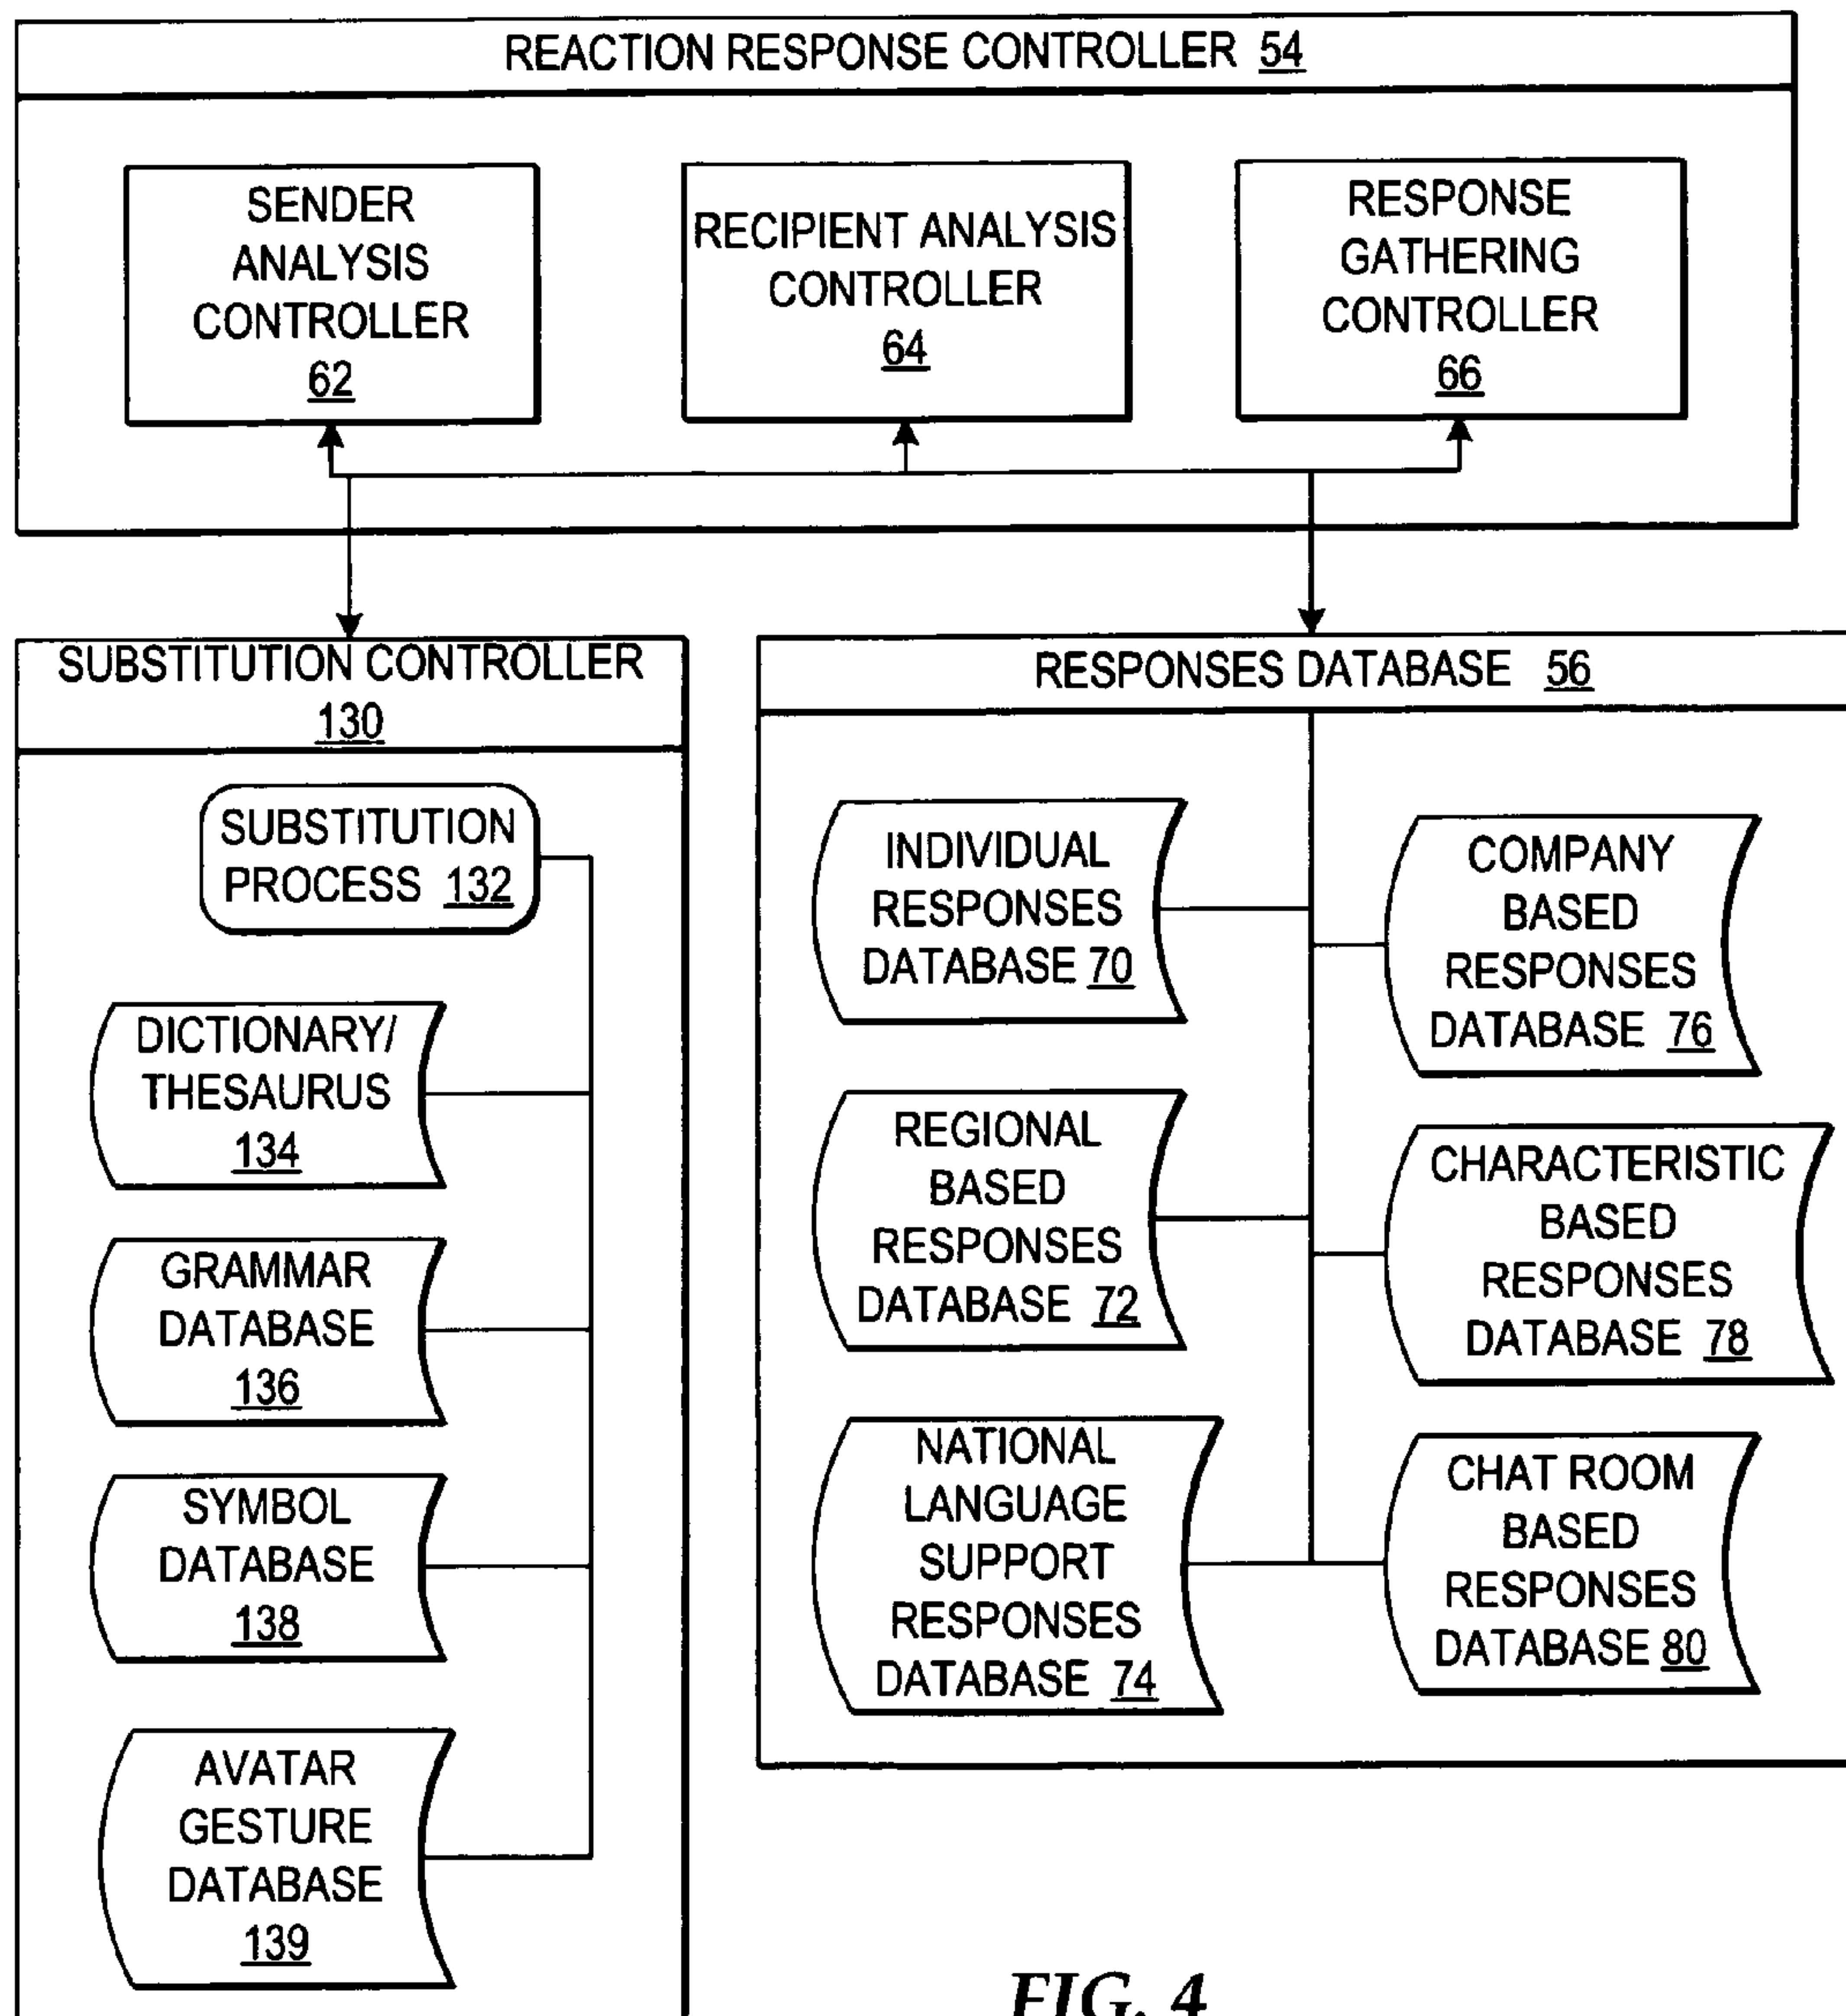 REACTION RESPONSE CONTROLLER 54
SENDER
ANALYSIS
CONTROLLER
62
RECIPIENT ANALYSIS
CONTROLLER
64
RESPONSE
GATHERING
CONTROLLER
66
SUBSTITUTION CONTROLLER
130
SUBSTITUTION
PROCESS 132
DICTIONARY/
THESAURUS
134
GRAMMAR
DATABASE
136
SYMBOL
DATABASE
138
AVATAR
GESTURE
DATABASE
139
RESPONSES DATABASE 56
INDIVIDUAL
RESPONSES
DATABASE 70
REGIONAL
BASED
RESPONSES
DATABASE 72
NATIONAL
LANGUAGE
SUPPORT
RESPONSES
DATABASE 74
COMPANY
BASED
RESPONSES
DATABASE 76
CHARACTERISTIC
BASED
RESPONSES
DATABASE 78
CHAT ROOM
BASED
RESPONSES
DATABASE 80
FIG. 4